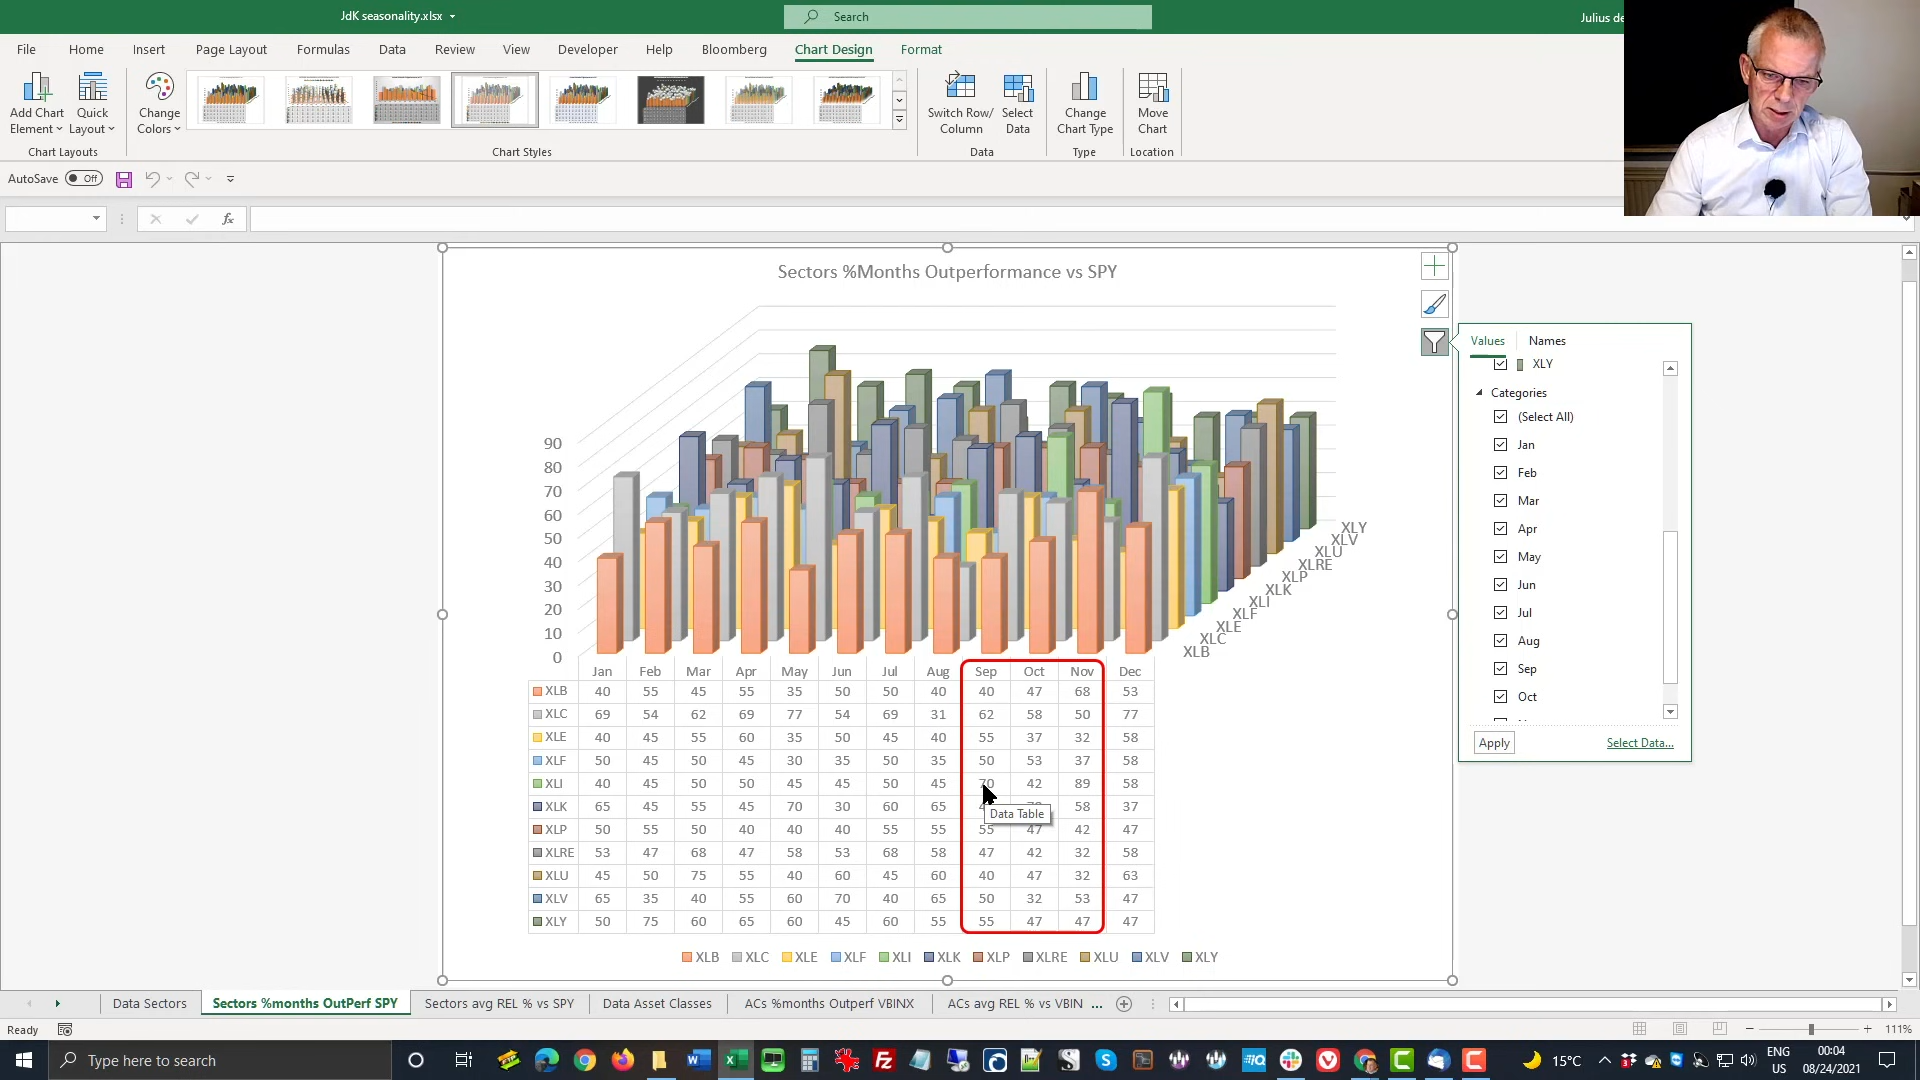 JdK seasonality.xlsx
Search
Julius de
File Home Insert Page Layout Formulas Data Review View Developer Help Bloomberg Chart Design Format
Add Chart Element
Quick Layout
Change Colors
Switch Row/ Column
Select Data
Change Chart Type
Move Chart
Chart Layouts
Chart Styles
Data
Type
Location
AutoSave Off
fx
Sectors %Months Outperformance vs SPY
90
80
70
60
50
40
30
20
10
0
XLY
XLV
XLU
XLRE
XLP
XLK
XLI
XLF
XLE
XLC
XLB
Jan Feb Mar Apr May Jun Jul Aug Sep Oct Nov Dec
XLB 40 55 45 55 35 50 50 40 40 47 68 53
XLC 69 54 62 69 77 54 69 31 62 58 50 77
XLE 40 45 55 60 35 50 45 40 55 37 32 58
XLF 50 45 50 45 30 35 50 35 50 53 37 58
XLI 40 45 50 50 45 45 50 45 70 42 89 58
XLK 65 45 55 45 70 30 60 65 58 37
Data Table
XLP 50 55 50 40 40 40 55 55 55 47 42 47
XLRE 53 47 68 47 58 53 68 58 47 42 32 58
XLU 45 50 75 55 40 60 45 60 40 47 32 63
XLV 65 35 40 55 60 70 40 65 50 32 53 47
XLY 50 75 60 65 60 45 60 55 55 47 47 47
XLB XLC XLE XLF XLI XLK XLP XLRE XLU XLV XLY
Values Names
XLY
Categories
(Select All)
Jan
Feb
Mar
Apr
May
Jun
Jul
Aug
Sep
Oct
Apply Select Data...
Data Sectors Sectors %months OutPerf SPY Sectors avg REL % vs SPY Data Asset Classes ACs %months Outperf VBINX ACs avg REL % vs VBIN ...
Ready
111%
Type here to search
15°C
ENG
US
00:04
08/24/2021